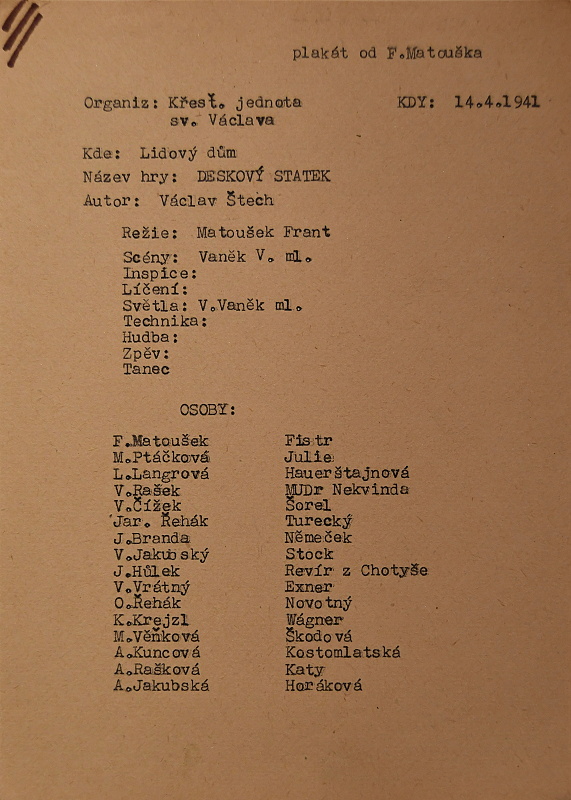 plakát od F.Matouška
Organiz: Křesť. jednota KDY: 14.4.1941
sv. Václava
Kde: Lidový dům
Název hry: DESKOVÝ STATEK
Autor: Václav Štech
Režie: Matoušek Frant
Scény: Vaněk V. ml.
Inspice:
Líčení:
Světla: V.Vaněk ml.
Technika:
Hudba:
Zpěv:
Tanec
OSOBY:
F.Matoušek Fistr
M.Ptáčková Julie
L.Langrová Hauerštajnová
V.Rašek MUDr Nekvinda
V.Čížek Šorel
Jar. Řehák Turecký
J.Branda Němeček
V.Jakubský Stock
J.Hůlek Revír z Chotyše
V.Vrátný Exner
O.Řehák Novotný
K.Krejzl Wágner
M.Věňková Škodová
A.Kuncová Kostomlatská
A.Rašková Katy
A.Jakubská Horáková